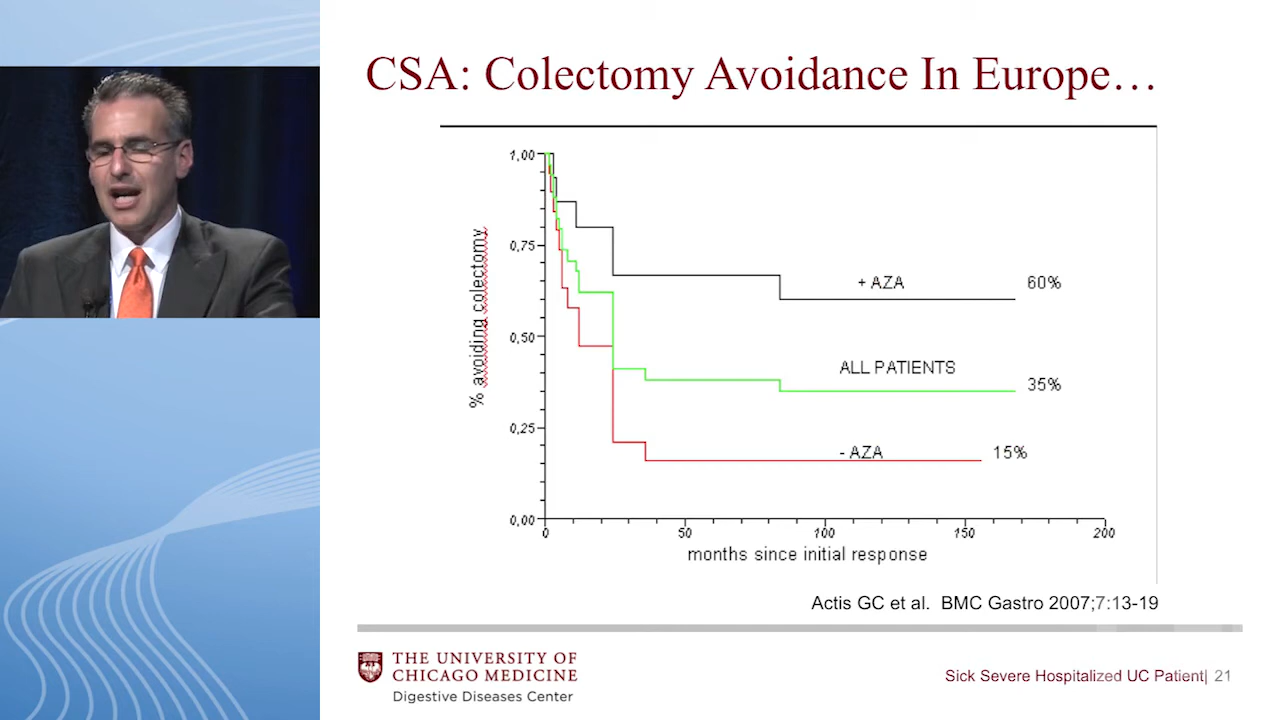 CSA: Colectomy Avoidance In Europe…
1,00
0,75
0,50
0,25
0,00
% avoiding colectomy
+ AZA
60%
ALL PATIENTS
35%
- AZA
15%
0
50
100
150
200
months since initial response
Actis GC et al.  BMC Gastro 2007;7:13-19
THE UNIVERSITY OF
CHICAGO MEDICINE
Digestive Diseases Center
Sick Severe Hospitalized UC Patient| 21